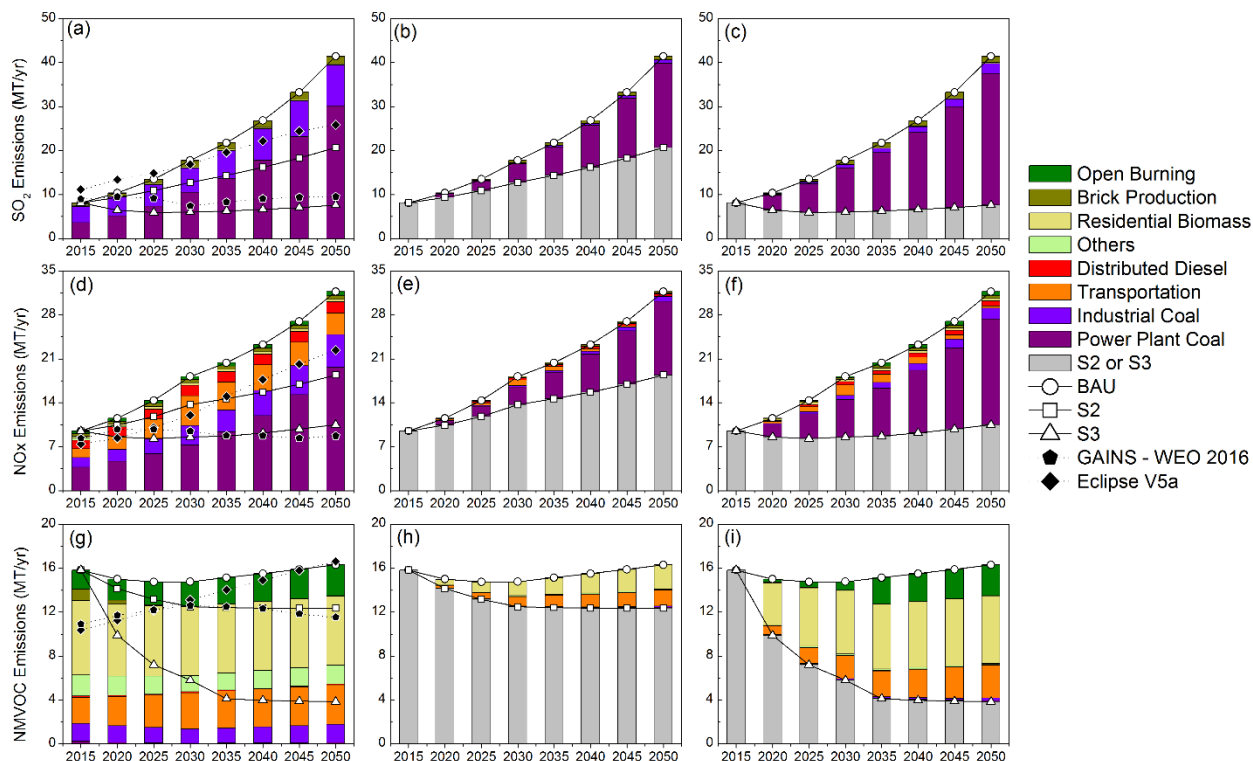 (a)
(b)
(c)
SO2 Emissions (MT/yr)
50
40
30
20
10
0
2015 2020 2025 2030 2035 2040 2045 2050
50
40
30
20
10
0
2015 2020 2025 2030 2035 2040 2045 2050
50
40
30
20
10
0
2015 2020 2025 2030 2035 2040 2045 2050
(d)
(e)
(f)
NOx Emissions (MT/yr)
35
28
21
14
7
0
2015 2020 2025 2030 2035 2040 2045 2050
35
28
21
14
7
0
2015 2020 2025 2030 2035 2040 2045 2050
35
28
21
14
7
0
2015 2020 2025 2030 2035 2040 2045 2050
(g)
(h)
(i)
NMVOC Emissions (MT/yr)
20
16
12
8
4
0
2015 2020 2025 2030 2035 2040 2045 2050
20
16
12
8
4
0
2015 2020 2025 2030 2035 2040 2045 2050
20
16
12
8
4
0
2015 2020 2025 2030 2035 2040 2045 2050
Open Burning
Brick Production
Residential Biomass
Others
Distributed Diesel
Transportation
Industrial Coal
Power Plant Coal
S2 or S3
BAU
S2
S3
GAINS - WEO 2016
Eclipse V5a